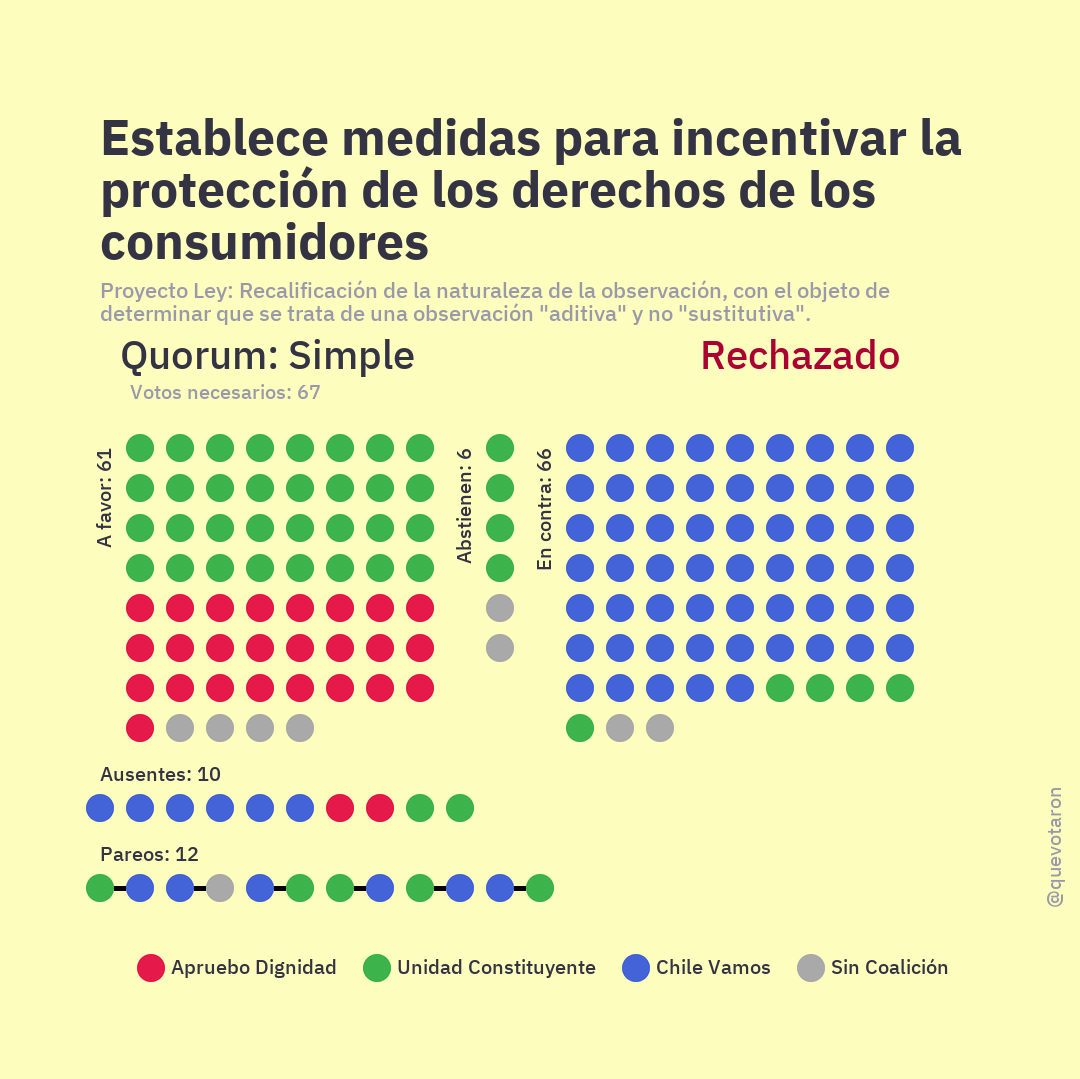 Establece medidas para incentivar la
protección de los derechos de los
consumidores
Proyecto Ley: Recalificación de la naturaleza de la observación, con el objeto de
determinar que se trata de una observación "aditiva" y no "sustitutiva".
Quorum: Simple
Rechazado
Votos necesarios: 67
A favor: 61
Abstienen: 6
En contra: 66
Ausentes: 10
Pareos: 12
@quevotaron
Apruebo Dignidad
Unidad Constituyente
Chile Vamos
Sin Coalición